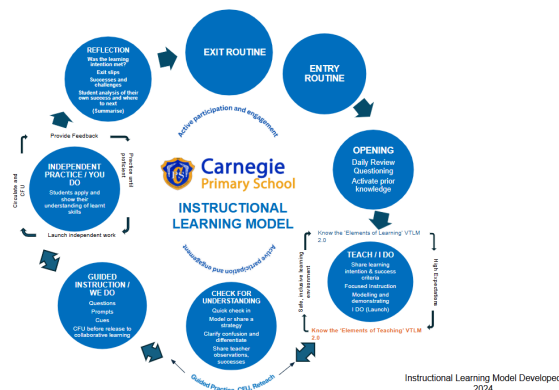 EXIT ROUTINE
ENTRY
ROUTINE
OPENING
Daily Review
Questioning
Activate prior
knowledge
Know the 'Elements of Learning' VTLM
2.0
TEACH / I DO
Share learning
intention & success
criteria
Focused Instruction
Modelling and
demonstrating
I DO (Launch)
High Expectations
Know the 'Elements of Teaching' VTLM
2.0
Safe, inclusive learning
environment
CHECK FOR
UNDERSTANDING
Quick check in
Model or share a
strategy
Clarify confusion and
differentiate
Share teacher
observations,
successes
Guided Practice, CFU, Reteach
GUIDED
INSTRUCTION /
WE DO
Questions
Prompts
Cues
CFU before release to
collaborative learning
Provide Feedback
Practise until
proficient
Launch independent work
Circulate and
CFU
INDEPENDENT
PRACTICE / YOU
DO
Students apply and
show their
understanding of learnt
skills
REFLECTION
Was the learning
intention met?
Exit slips
Successes and
challenges
Student analysis of their
own success and where
to next
(Summarise)
Active participation and engagement
Carnegie
Primary School
INSTRUCTIONAL
LEARNING MODEL
Active participation and engagement
Instructional Learning Model Developed
2024